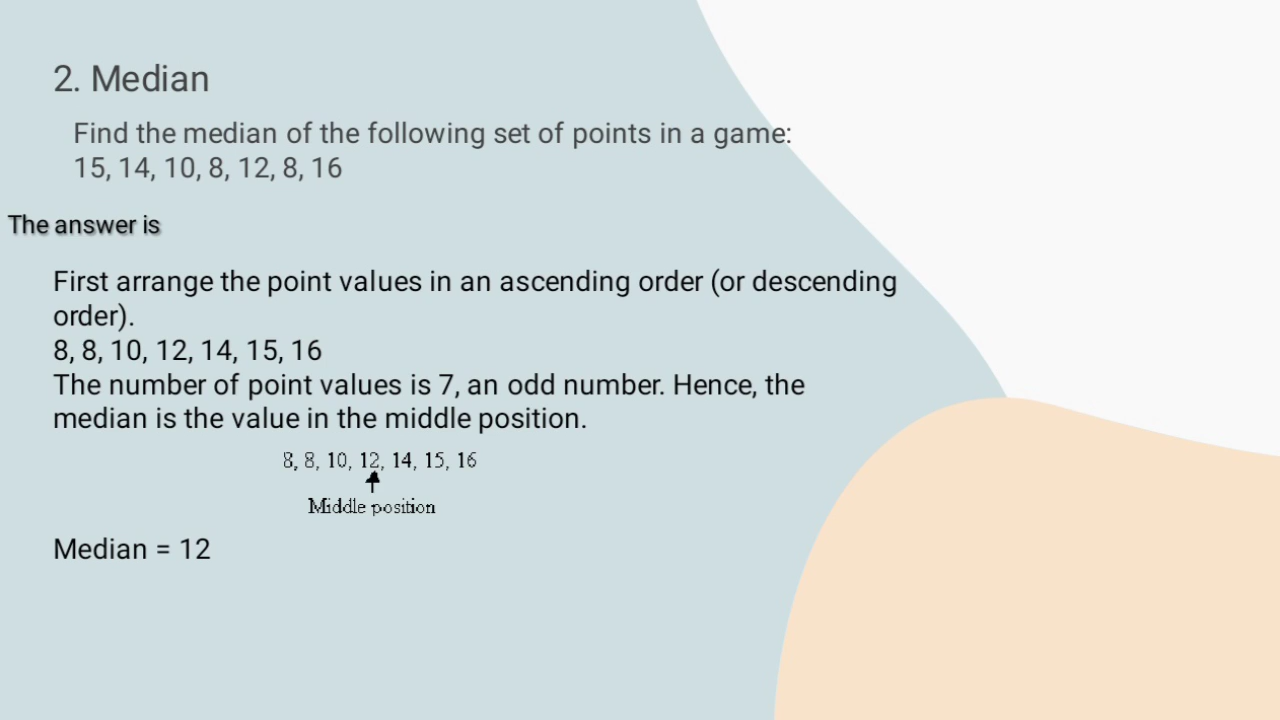 2. Median
Find the median of the following set of points in a game:
15, 14, 10, 8, 12, 8, 16
The answer is
First arrange the point values in an ascending order (or descending
order).
8, 8, 10, 12, 14, 15, 16
The number of point values is 7, an odd number. Hence, the
median is the value in the middle position.
8, 8, 10, 12, 14, 15, 16
Middle position
Median = 12